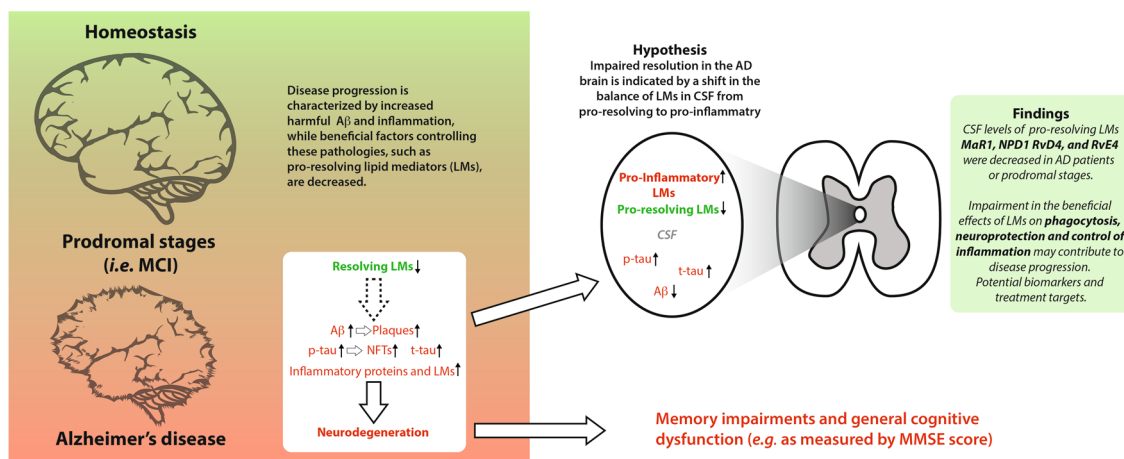 Homeostasis
Disease progression is
characterized by increased
harmful Aβ and inflammation,
while beneficial factors controlling
these pathologies, such as
pro-resolving lipid mediators (LMs),
are decreased.
Prodromal stages
(i.e. MCI)
Alzheimer's disease
Resolving LMs↓
Aβ↑⇨Plaques↑
p-tau↑⇨ NFTs↑ t-tau↑
Inflammatory proteins and LMs↑
Neurodegeneration
Hypothesis
Impaired resolution in the AD
brain is indicated by a shift in the
balance of LMs in CSF from
pro-resolving to pro-inflammatry
Pro-Inflammatory↑
LMs
Pro-resolving LMs↓
CSF
p-tau↑
t-tau↑
Aβ↓
Findings
CSF levels of pro-resolving LMs
MaR1, NPD1 RvD4, and RvE4
were decreased in AD patients
or prodromal stages.
Impairment in the beneficial
effects of LMs on phagocytosis,
neuroprotection and control of
inflammation may contribute to
disease progression.
Potential biomarkers and
treatment targets.
Memory impairments and general cognitive
dysfunction (e.g. as measured by MMSE score)